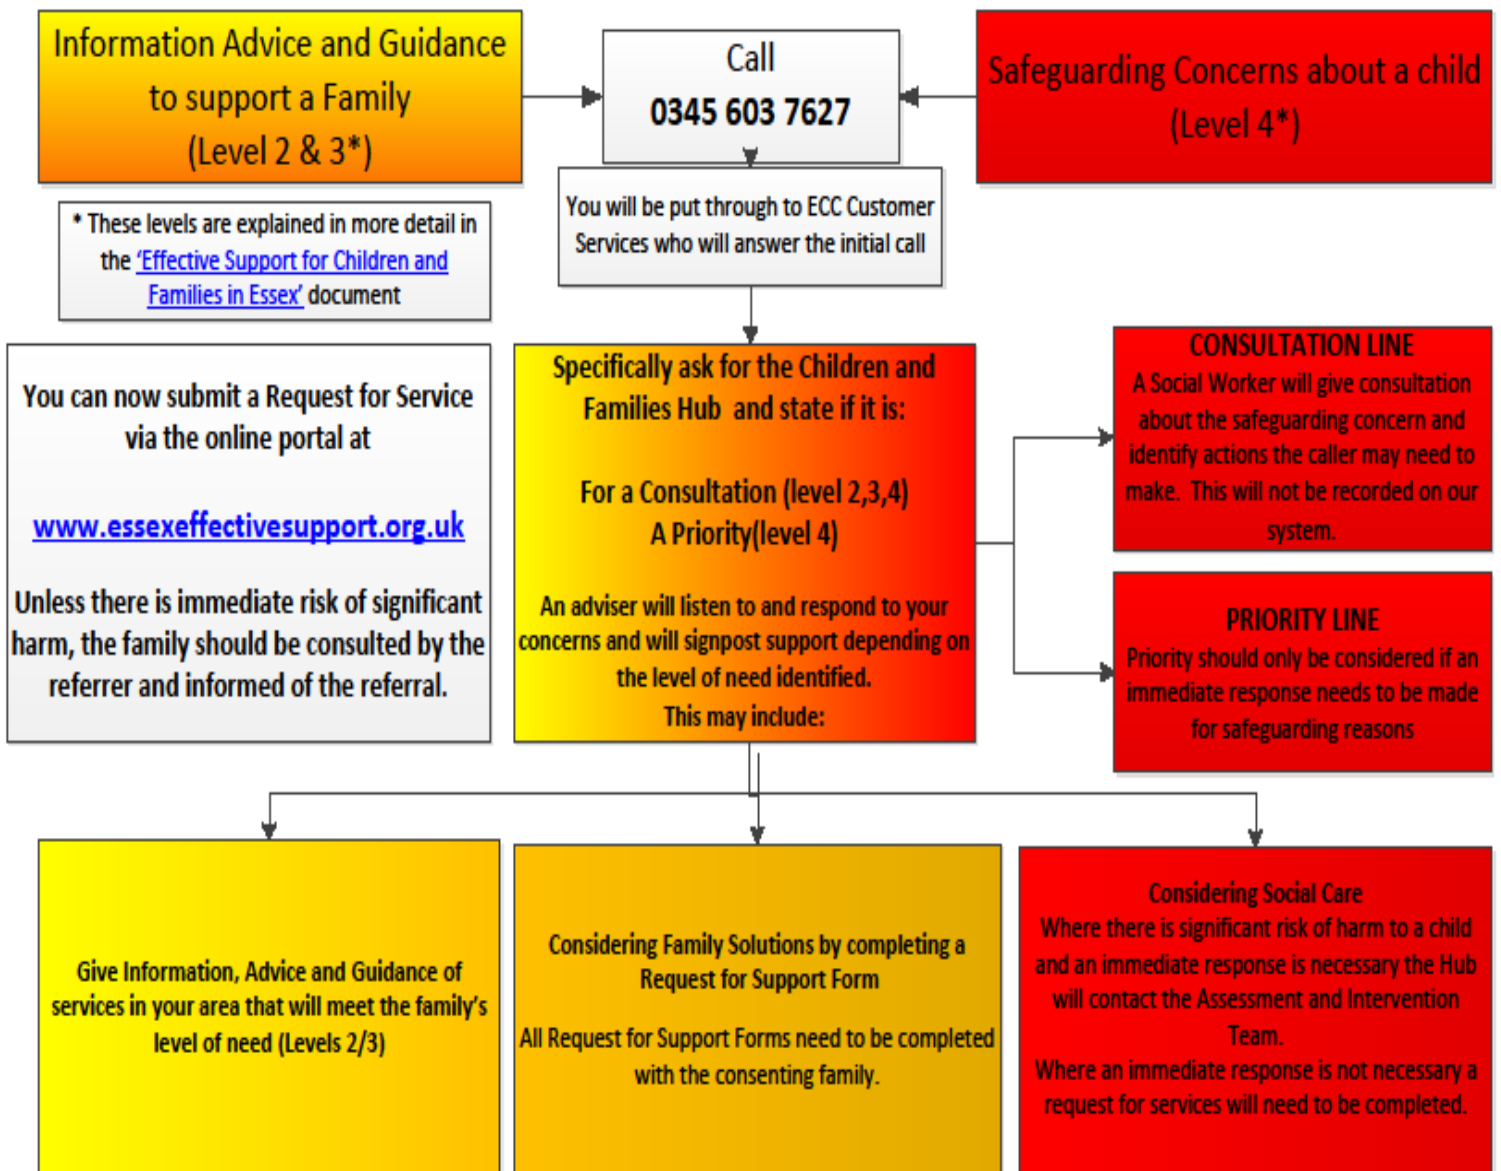 Information Advice and Guidance
to support a Family
(Level 2 & 3*)
Call
0345 603 7627
Safeguarding Concerns about a child
(Level 4*)
You will be put through to ECC Customer
Services who will answer the initial call
* These levels are explained in more detail in
the ‘Effective Support for Children and
Families in Essex’ document
You can now submit a Request for Service
via the online portal at
www.essexeffectivesupport.org.uk
Unless there is immediate risk of significant
harm, the family should be consulted by the
referrer and informed of the referral.
Specifically ask for the Children and
Families Hub and state if it is:
For a Consultation (level 2,3,4)
A Priority(level 4)
An adviser will listen to and respond to your
concerns and will signpost support depending on
the level of need identified.
This may include:
CONSULTATION LINE
A Social Worker will give consultation
about the safeguarding concern and
identify actions the caller may need to
make. This will not be recorded on our
system.
PRIORITY LINE
Priority should only be considered if an
immediate response needs to be made
for safeguarding reasons
Give Information, Advice and Guidance of
services in your area that will meet the family’s
level of need (Levels 2/3)
Considering Family Solutions by completing a
Request for Support Form
All Request for Support Forms need to be completed
with the consenting family.
Considering Social Care
Where there is significant risk of harm to a child
and an immediate response is necessary the Hub
will contact the Assessment and Intervention
Team.
Where an immediate response is not necessary a
request for services will need to be completed.